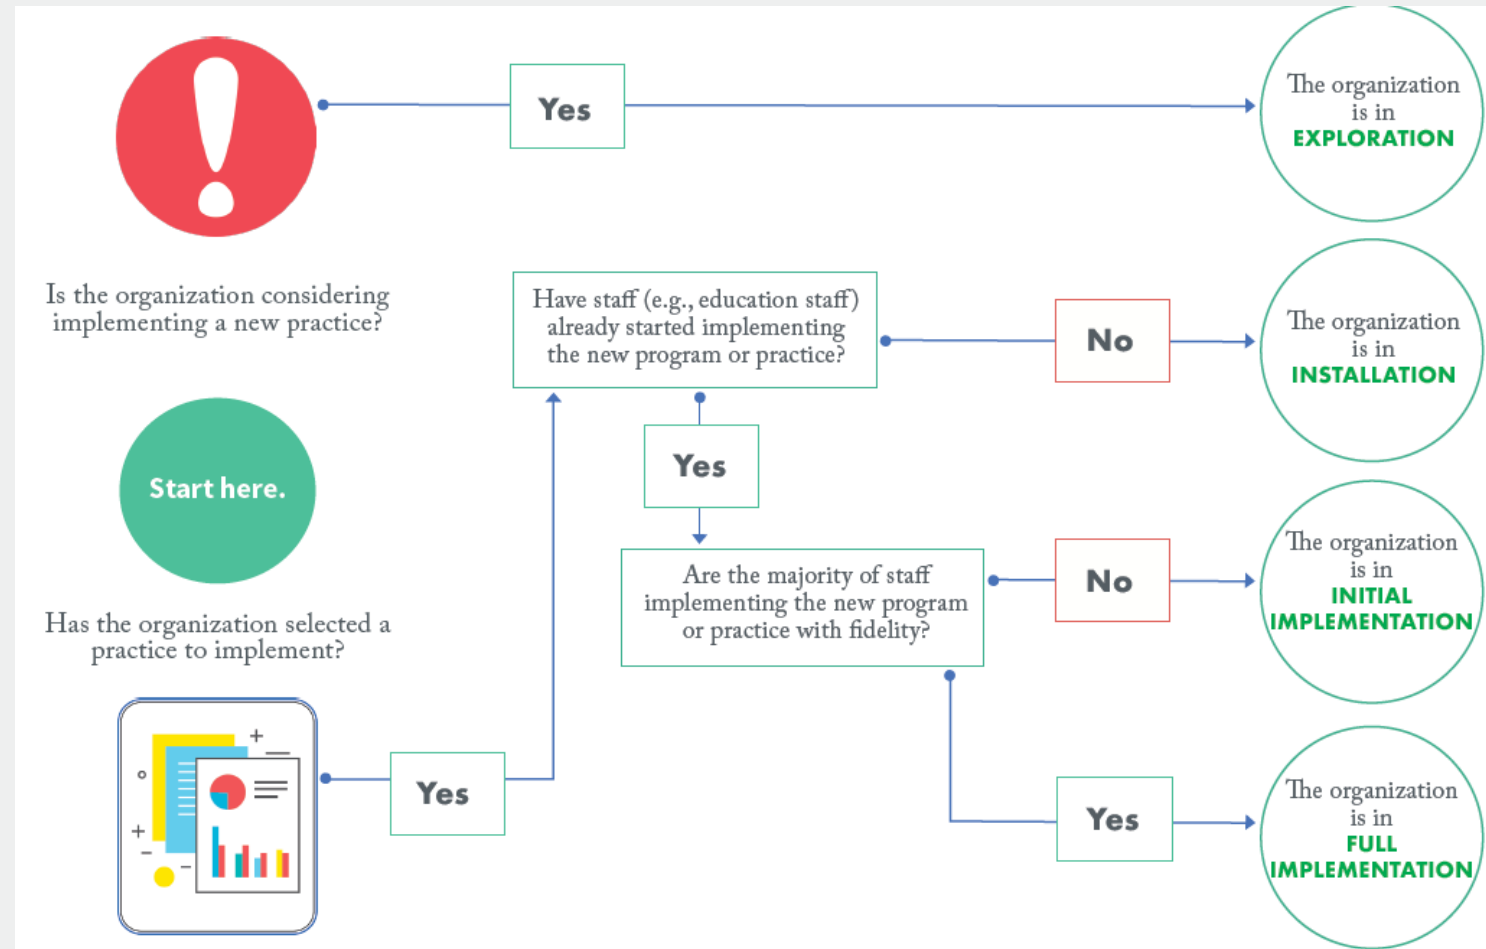 Yes
The organization
is in
EXPLORATION
Is the organization considering
implementing a new practice?
Have staff (e.g., education staff)
already started implementing
the new program or practice?
No
The organization
is in
INSTALLATION
Start here.
Yes
Are the majority of staff
implementing the new program
or practice with fidelity?
No
The organization
is in
INITIAL
IMPLEMENTATION
Has the organization selected a
practice to implement?
Yes
Yes
The organization
is in
FULL
IMPLEMENTATION